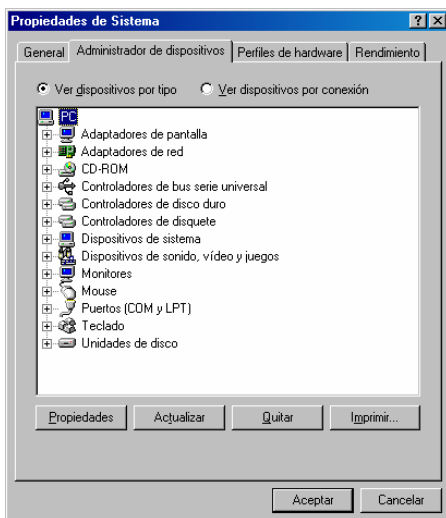 Propiedades de Sistema
General Administrador de dispositivos Perfiles de hardware Rendimiento
Ver dispositivos por tipo Ver dispositivos por conexión
PC
Adaptadores de pantalla
Adaptadores de red
CD-ROM
Controladores de bus serie universal
Controladores de disco duro
Controladores de disquete
Dispositivos de sistema
Dispositivos de sonido, vídeo y juegos
Monitores
Mouse
Puertos (COM y LPT)
Teclado
Unidades de disco
Propiedades Actualizar Quitar Imprimir...
Aceptar Cancelar